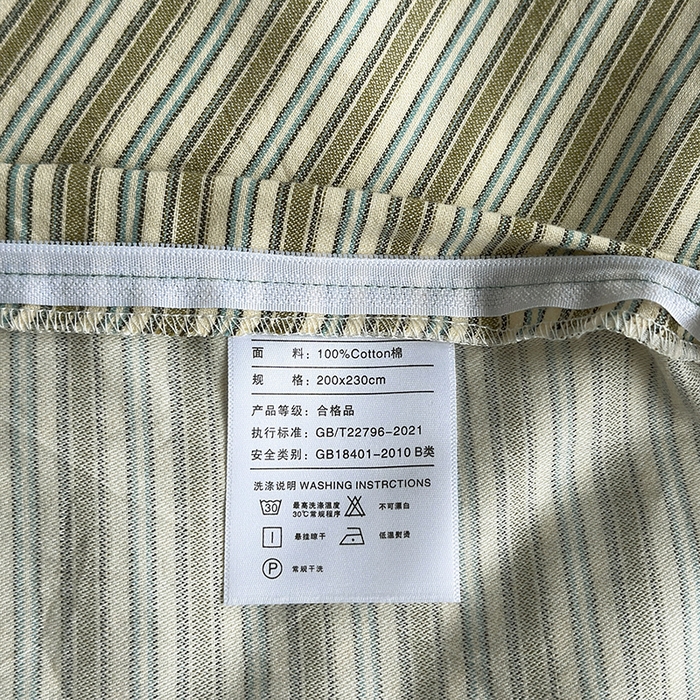 面 料：100%Cotton棉
规 格：200x230cm
产品等级：合格品
执行标准：GB/T22796-2021
安全类别：GB18401-2010 B类
洗涤说明 WASHING INSTRCTIONS
30 最高洗涤温度 不可漂白
30℃常规程序
悬挂晾干 低温熨烫
P 常规干洗